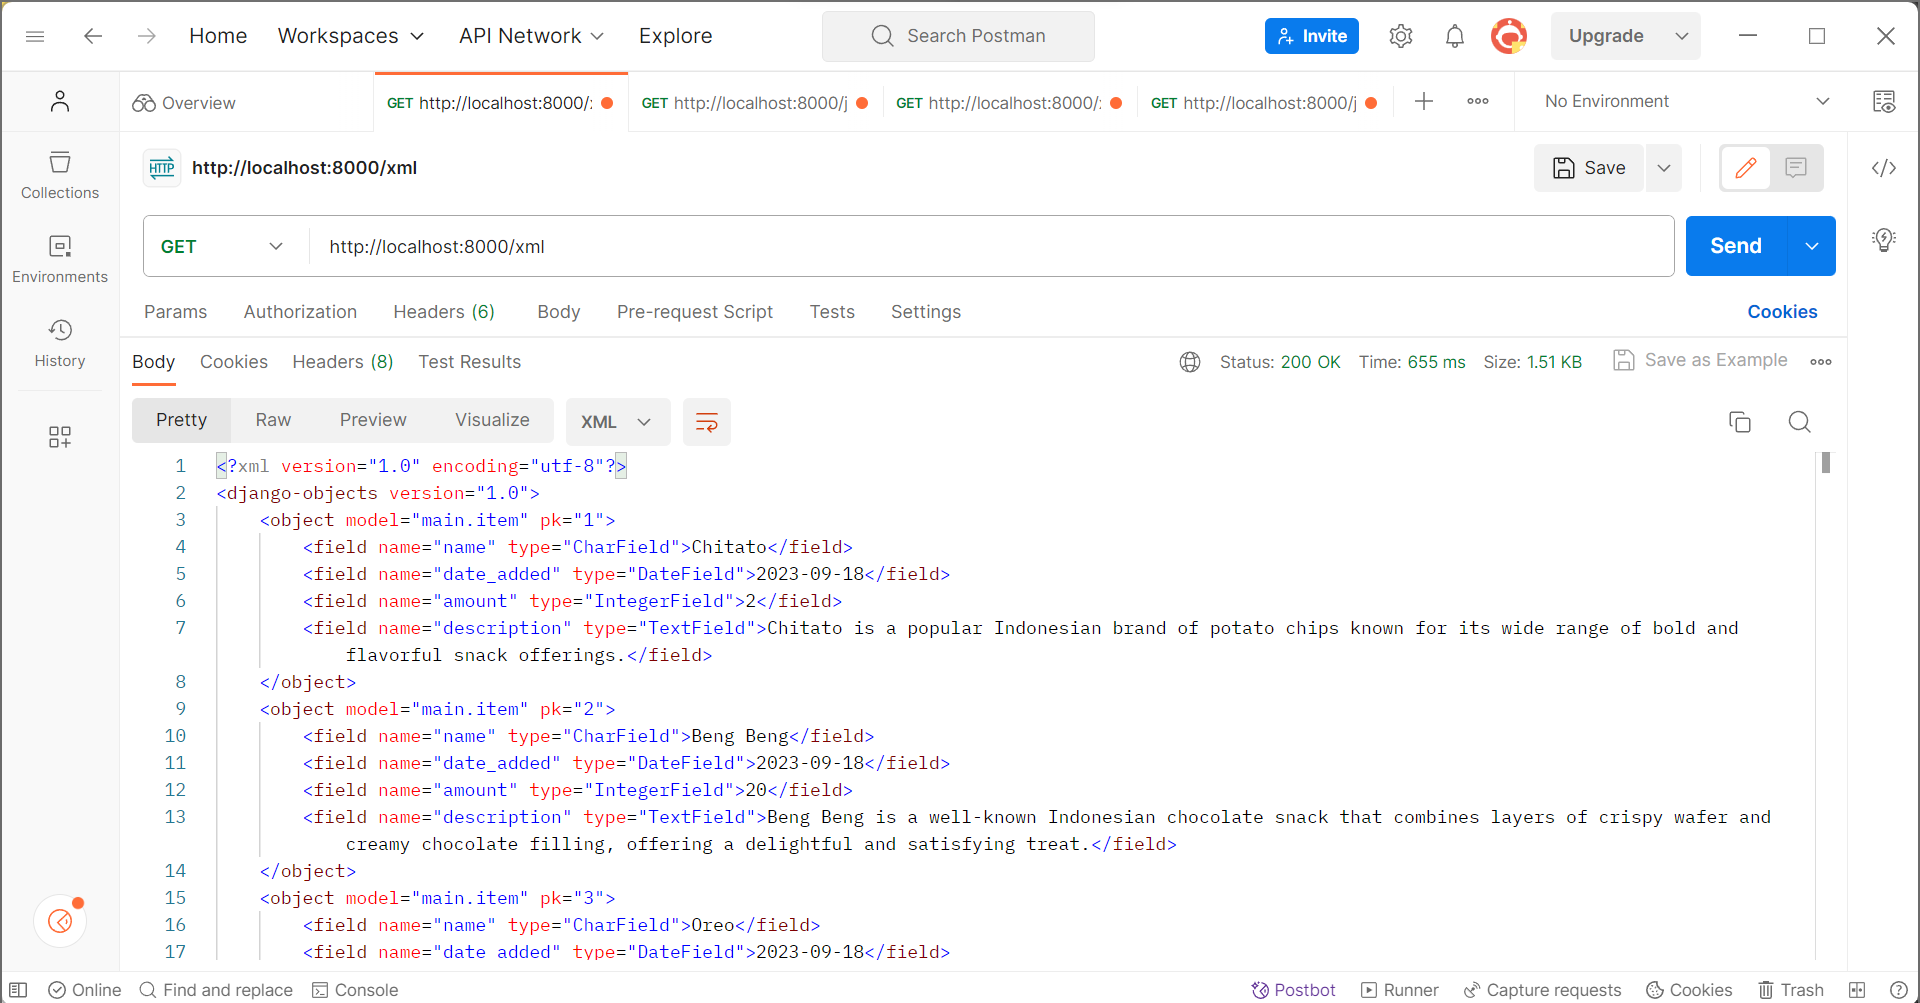 Home Workspaces API Network Explore Search Postman Invite Upgrade
Overview GET http://localhost:8000/: GET http://localhost:8000/j GET http://localhost:8000/: GET http://localhost:8000/j No Environment
HTTP http://localhost:8000/xml Save
Collections
GET http://localhost:8000/xml Send
Environments
Params Authorization Headers (6) Body Pre-request Script Tests Settings Cookies
History
Body Cookies Headers (8) Test Results Status: 200 OK Time: 655 ms Size: 1.51 KB Save as Example
Pretty Raw Preview Visualize XML
1 <?xml version="1.0" encoding="utf-8"?>
2 <django-objects version="1.0">
3 <object model="main.item" pk="1">
4 <field name="name" type="CharField">Chitato</field>
5 <field name="date_added" type="DateField">2023-09-18</field>
6 <field name="amount" type="IntegerField">2</field>
7 <field name="description" type="TextField">Chitato is a popular Indonesian brand of potato chips known for its wide range of bold and
flavorful snack offerings.</field>
8 </object>
9 <object model="main.item" pk="2">
10 <field name="name" type="CharField">Beng Beng</field>
11 <field name="date_added" type="DateField">2023-09-18</field>
12 <field name="amount" type="IntegerField">20</field>
13 <field name="description" type="TextField">Beng Beng is a well-known Indonesian chocolate snack that combines layers of crispy wafer and
creamy chocolate filling, offering a delightful and satisfying treat.</field>
14 </object>
15 <object model="main.item" pk="3">
16 <field name="name" type="CharField">Oreo</field>
17 <field name="date_added" type="DateField">2023-09-18</field>
Online Find and replace Console Postbot Runner Capture requests Cookies Trash